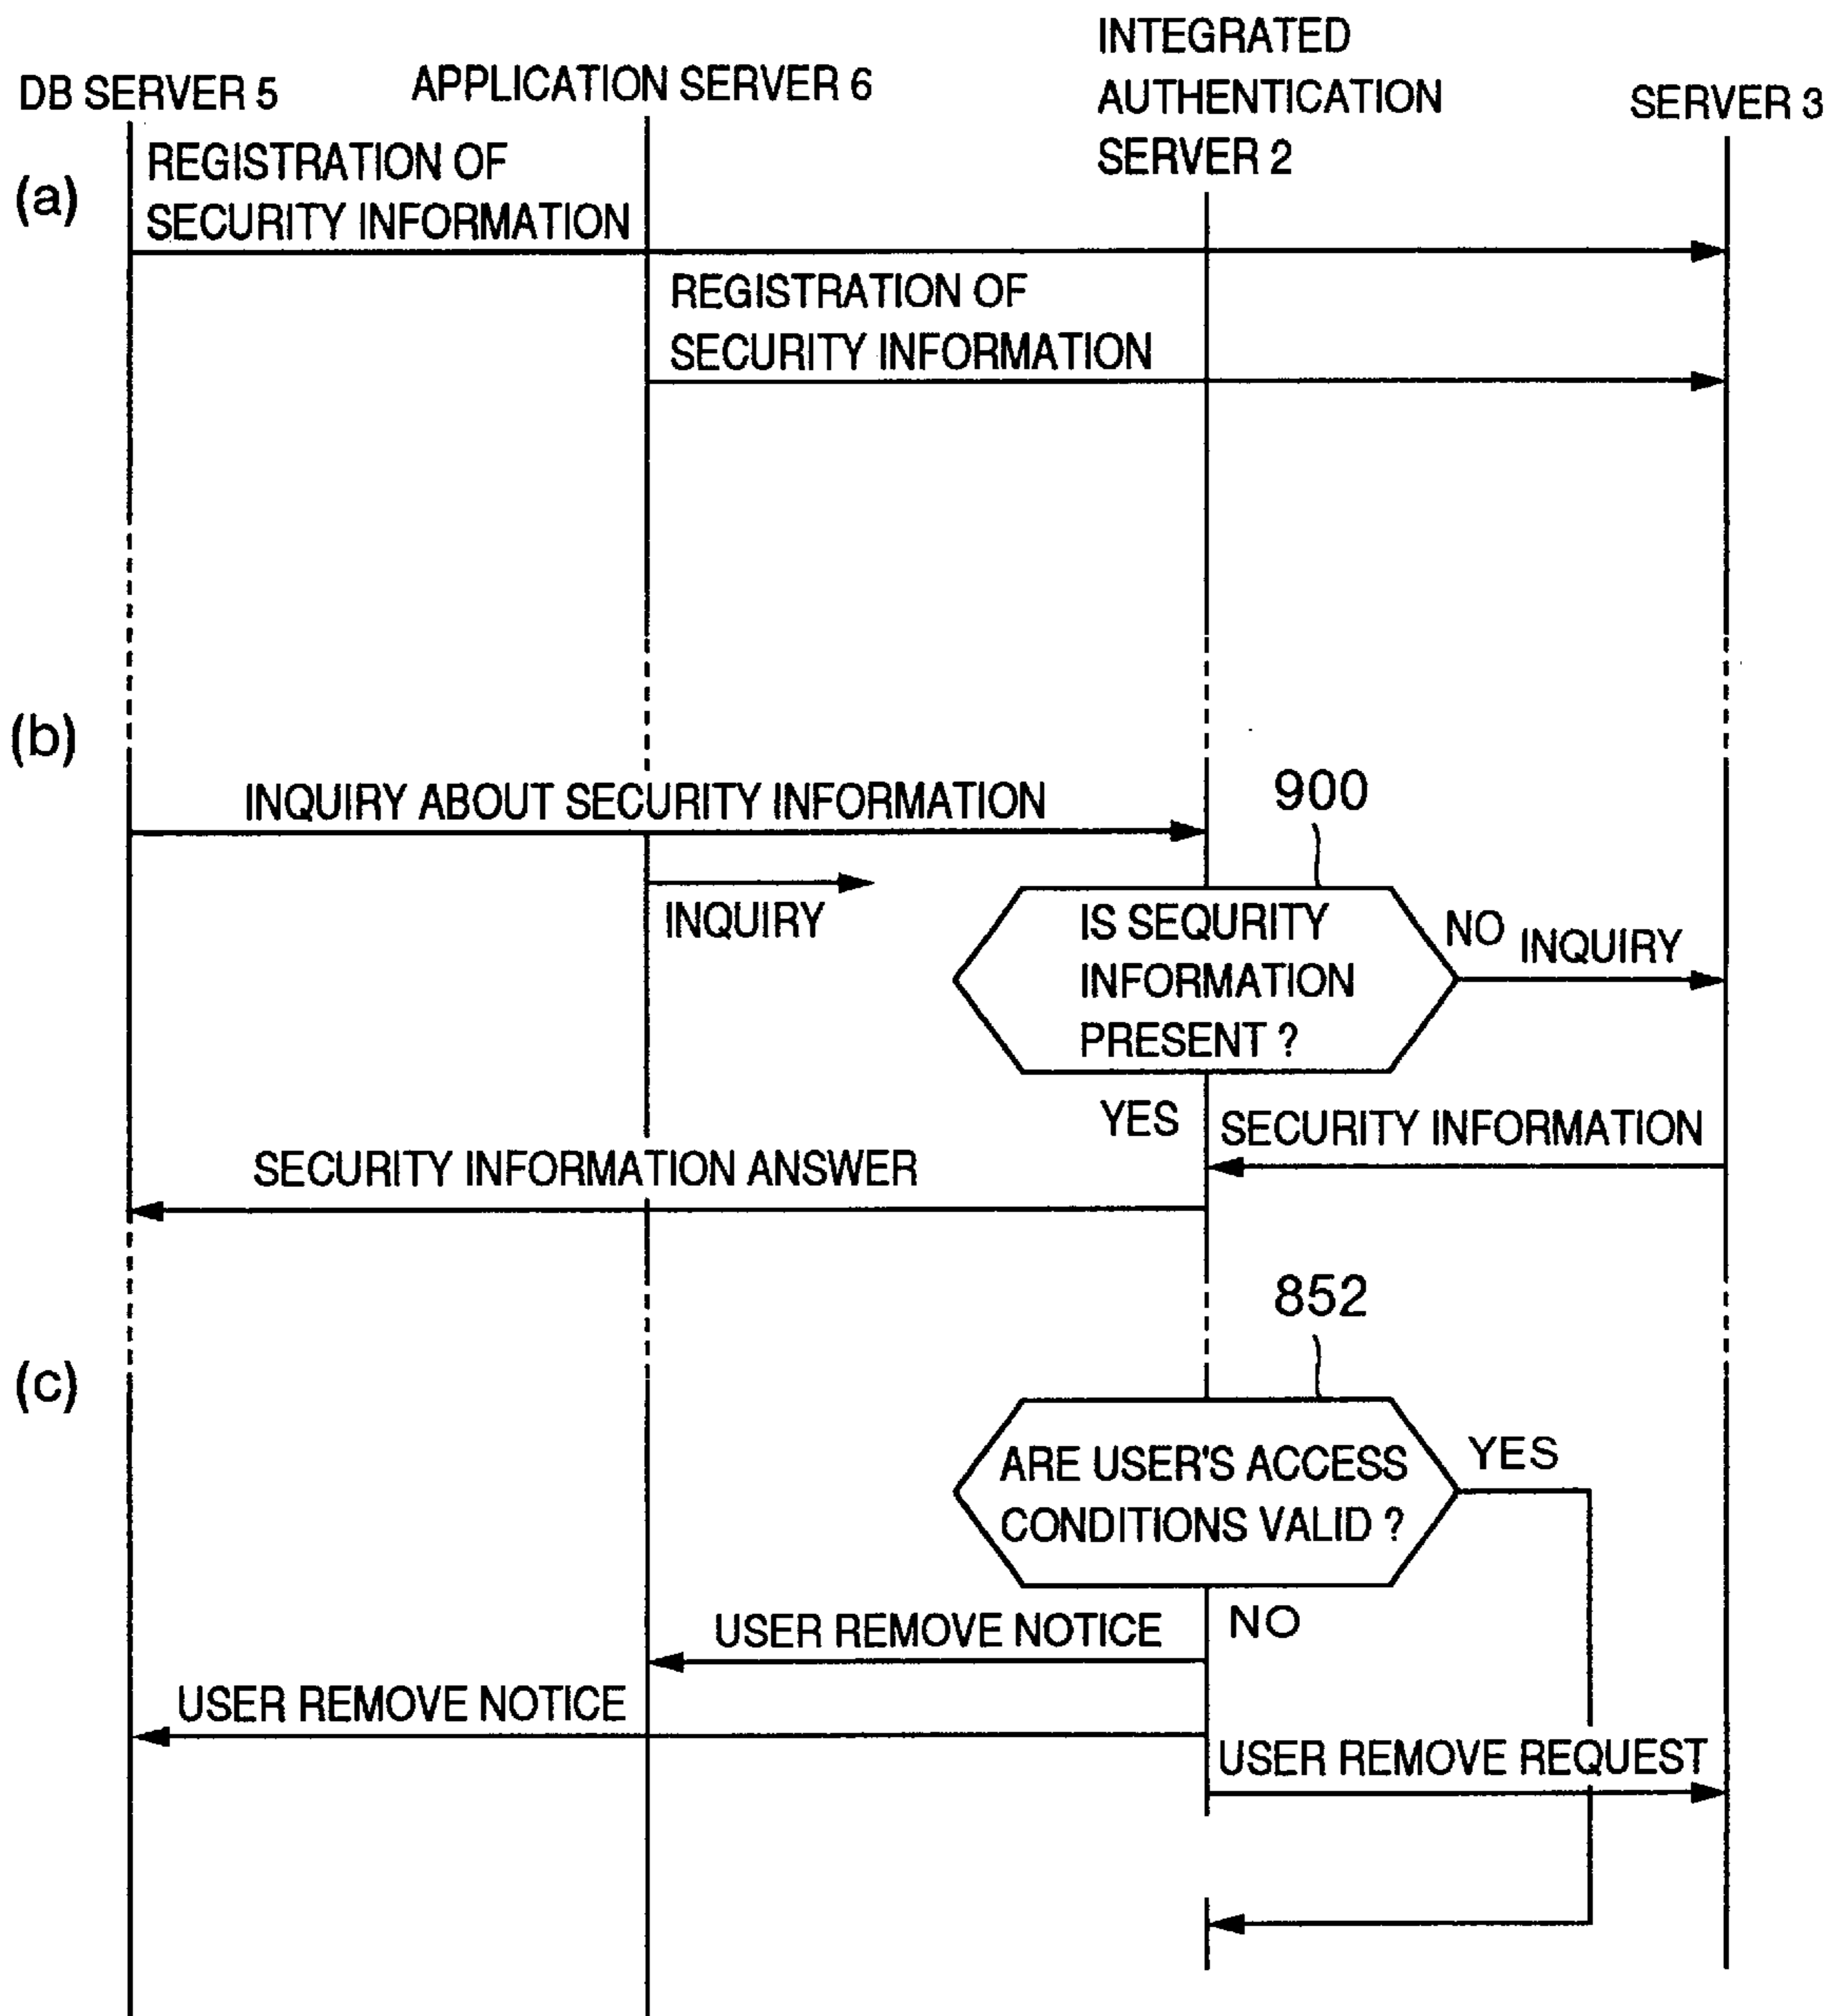 DB SERVER 5
APPLICATION SERVER 6
INTEGRATED
AUTHENTICATION
SERVER 2
SERVER 3
(a)
REGISTRATION OF
SECURITY INFORMATION
REGISTRATION OF
SECURITY INFORMATION
(b)
INQUIRY ABOUT SECURITY INFORMATION
900
INQUIRY
IS SEQURITY
INFORMATION
PRESENT ?
NO
INQUIRY
YES
SECURITY INFORMATION
SECURITY INFORMATION ANSWER
852
(c)
ARE USER'S ACCESS
CONDITIONS VALID ?
YES
NO
USER REMOVE NOTICE
USER REMOVE NOTICE
USER REMOVE REQUEST